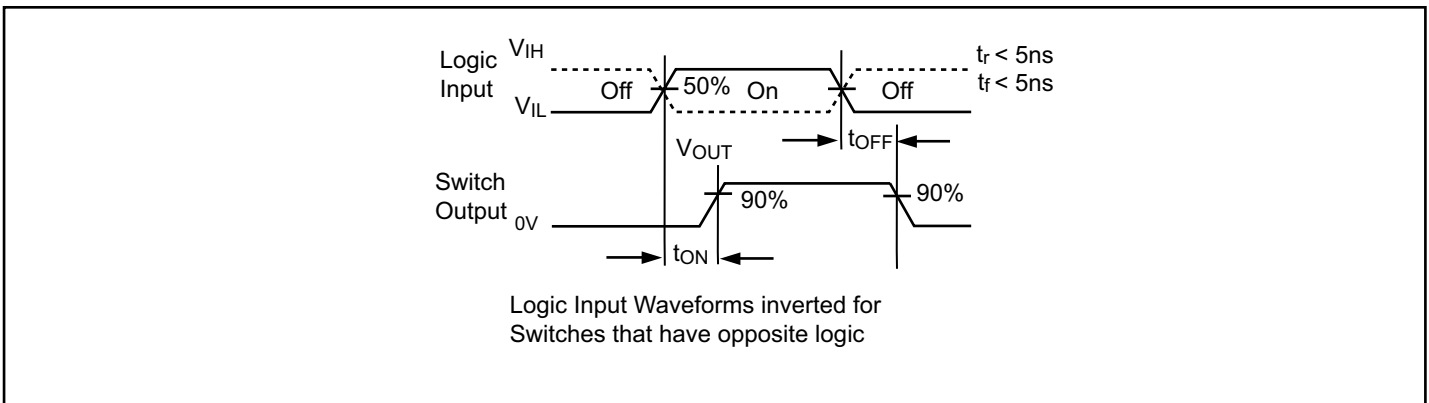 Logic Input
VIH
VIL
Off
50%
On
Off
tr < 5ns
tf < 5ns
tOFF
VOUT
Switch Output
0V
90%
90%
tON
Logic Input Waveforms inverted for
Switches that have opposite logic